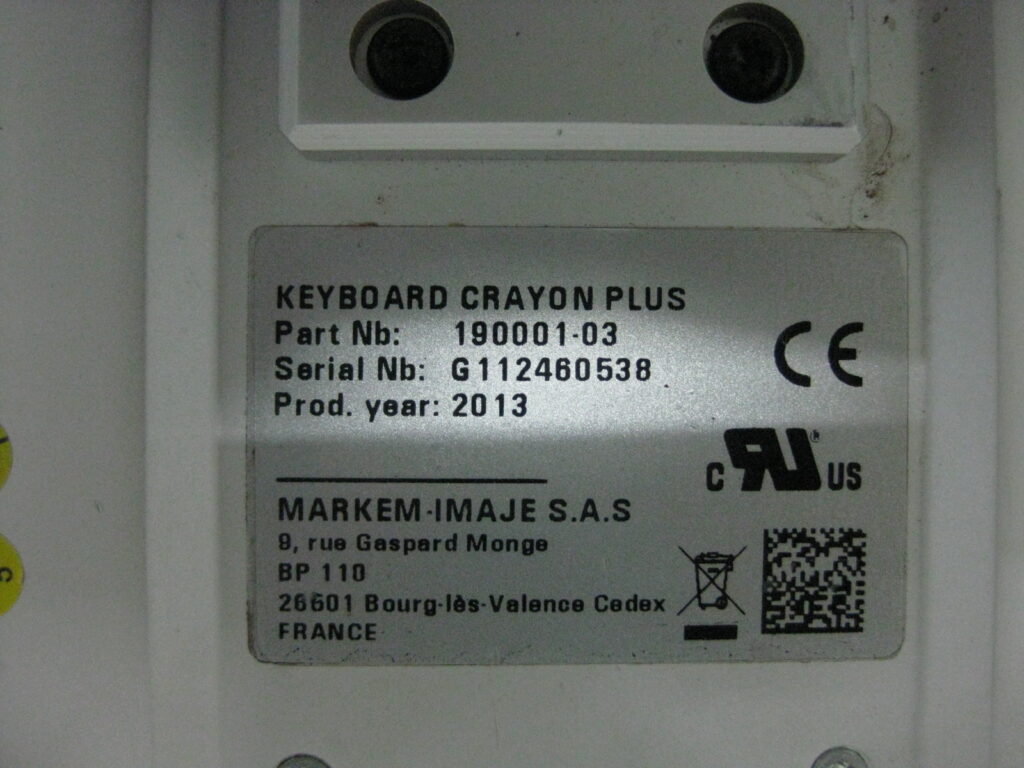 KEYBOARD CRAYON PLUS
Part Nb: 190001-03
Serial Nb: G112460538
Prod. year: 2013
CE
C RU® US
MARKEM-IMAJE S.A.S
9, rue Gaspard Monge
BP 110
26601 Bourg-lès-Valence Cedex
FRANCE